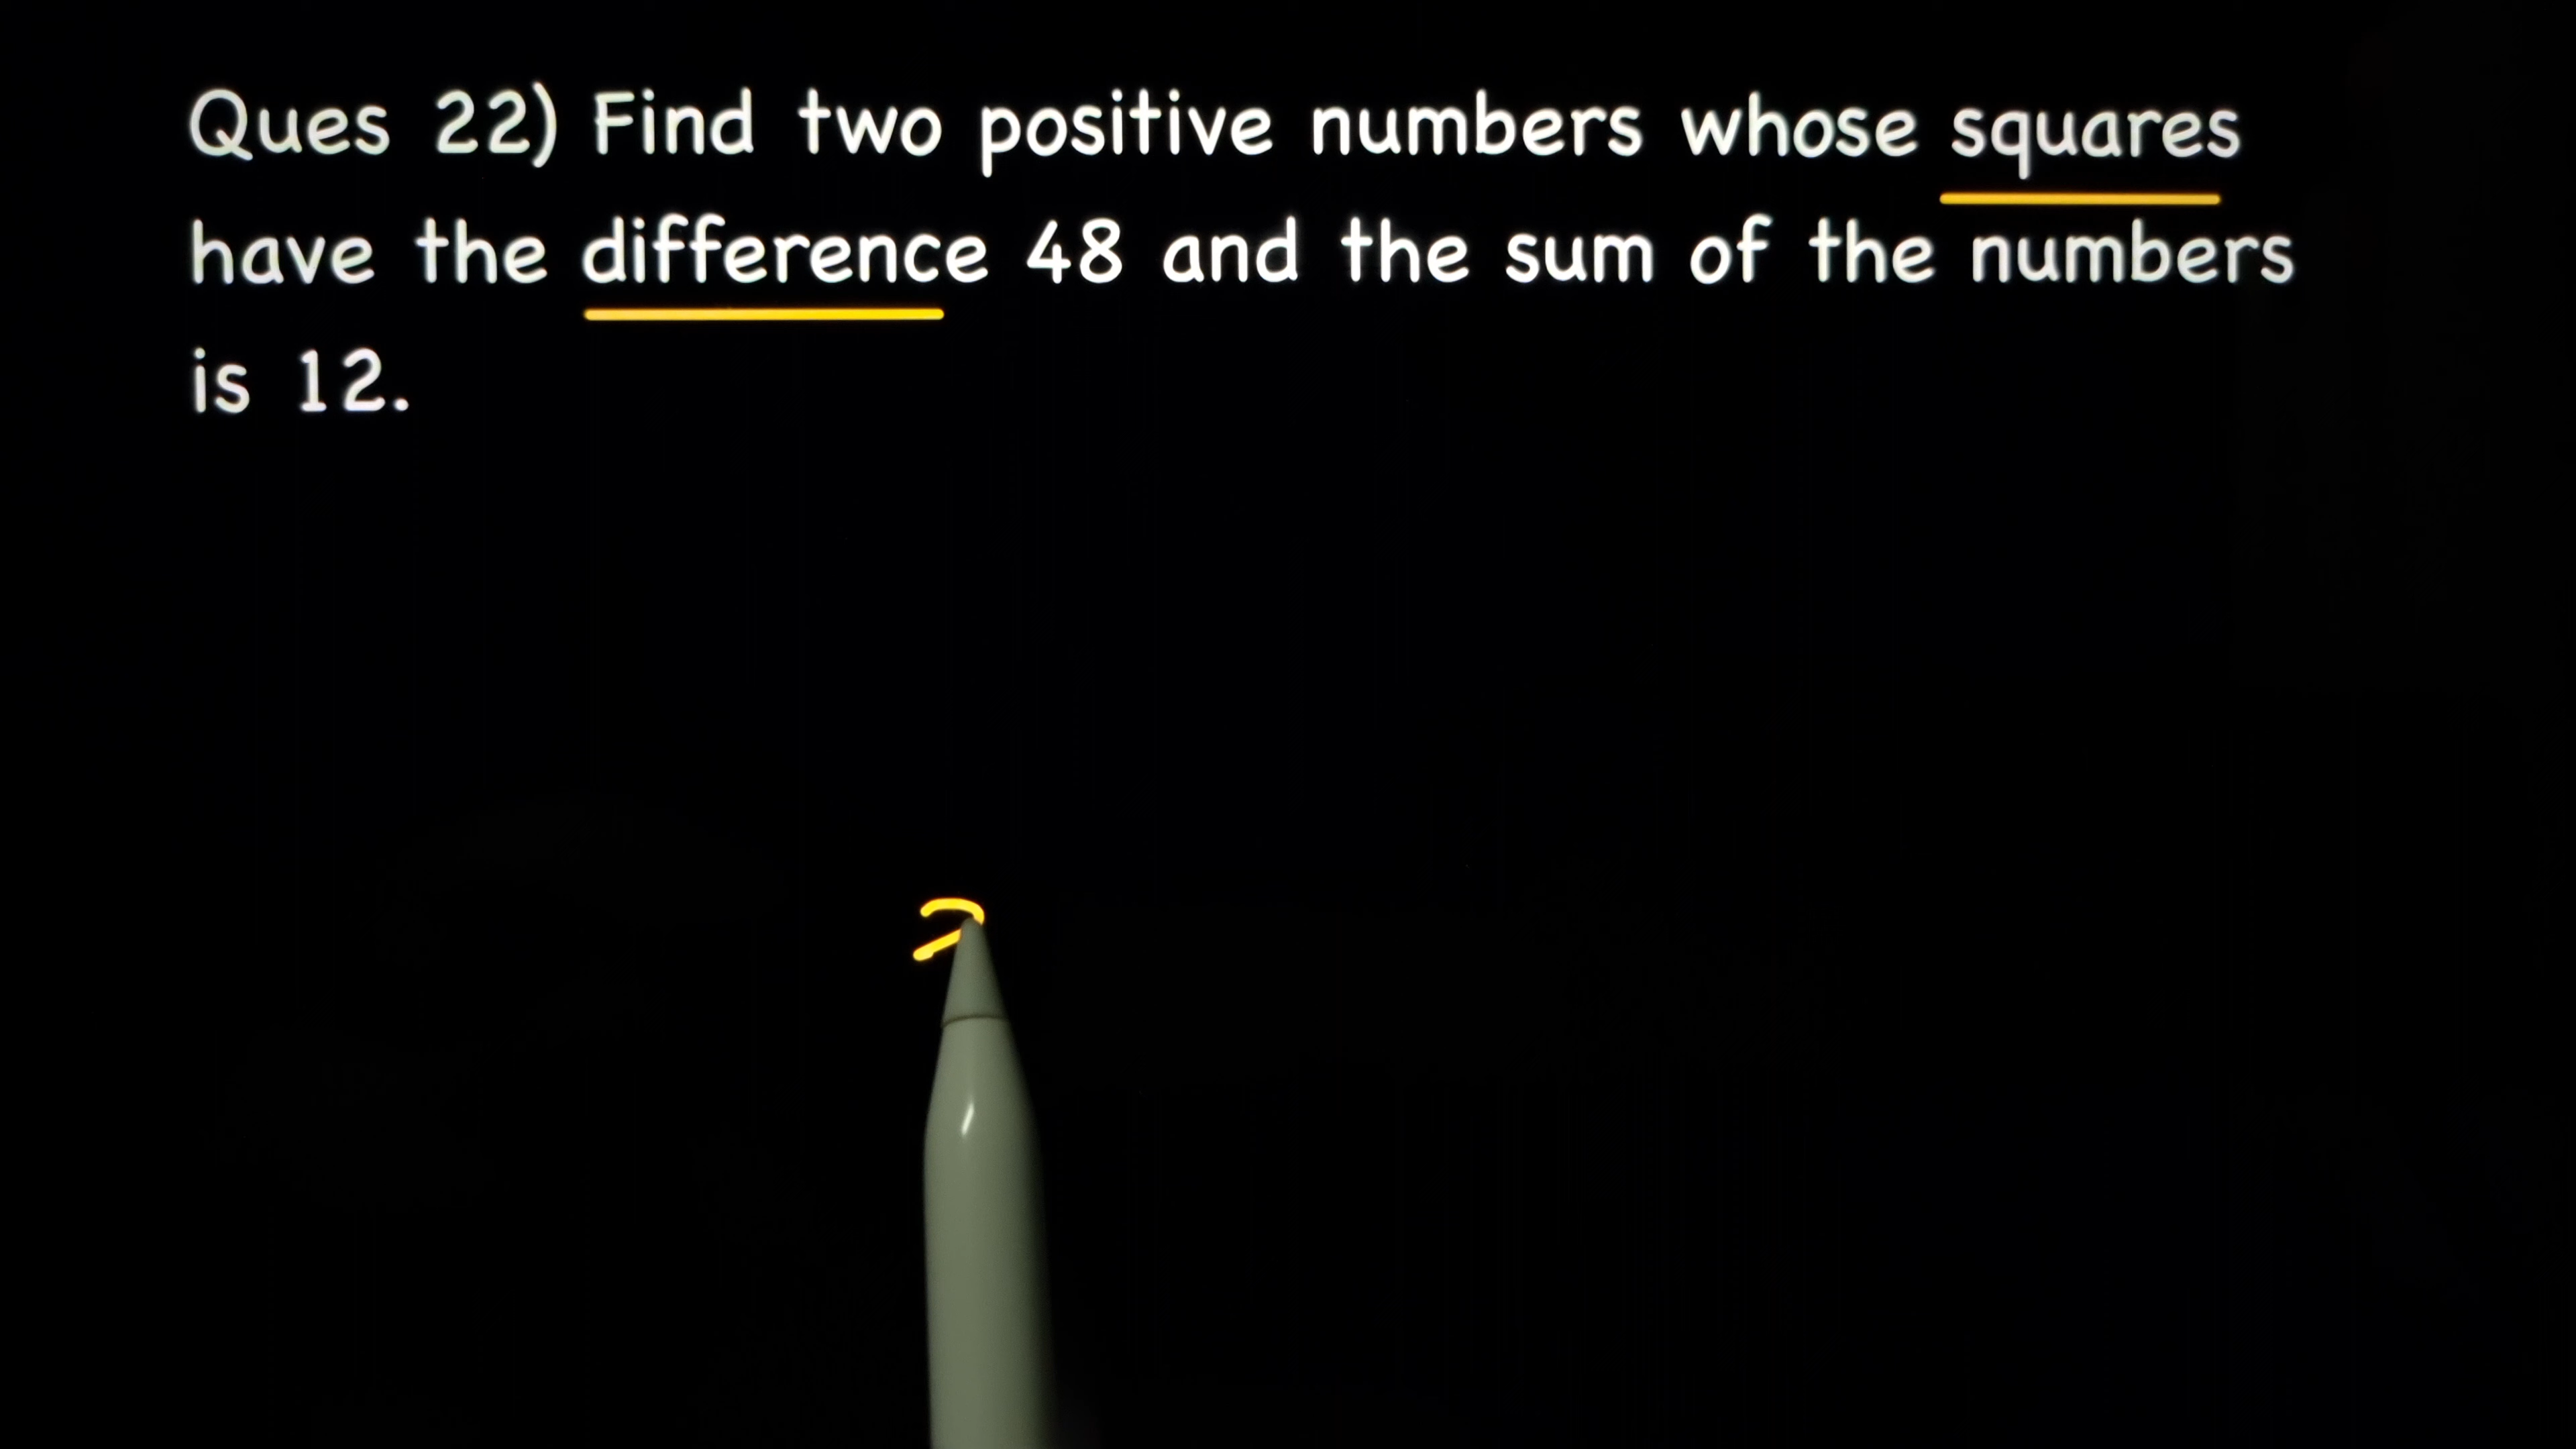 Ques 22) Find two positive numbers whose squares
have the difference 48 and the sum of the numbers
is 12.